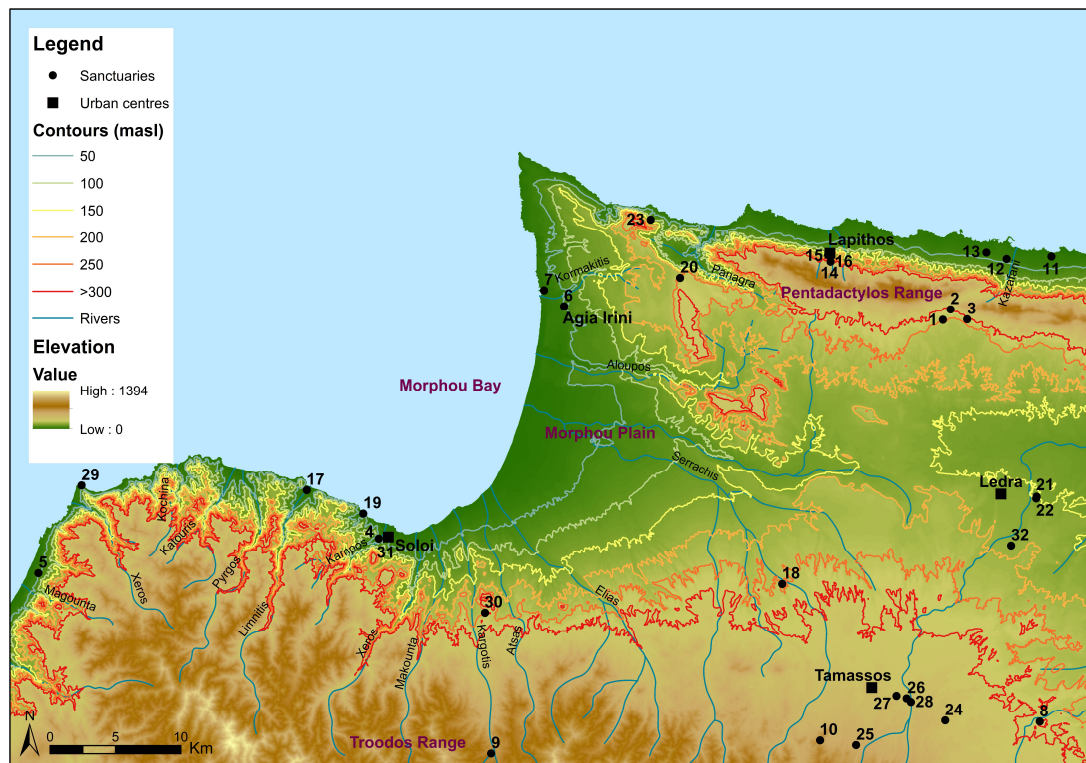 Legend
Sanctuaries
Urban centres
Contours (masl)
50
100
150
200
250
>300
Rivers
Elevation
Value
High : 1394
Low : 0
23
Lapithos
15
16
14
13
12
11
Kazafani
Kormakitis
Panagra
20
7
6
Agia Irini
Pentadactylos Range
2
1
3
Aloupos
Morphou Bay
Morphou Plain
Serrachis
29
Kochina
17
19
Katouris
Ledra
21
22
32
4
Soloi
31
Karipos
5
Magounta
Xeros
Pyrgos
Limnitis
18
Elias
30
Xeros
Makounta
Kargotis
Atsas
Tamassos
26
27
28
24
8
10
25
N
0 5 10
Km
Troodos Range
9